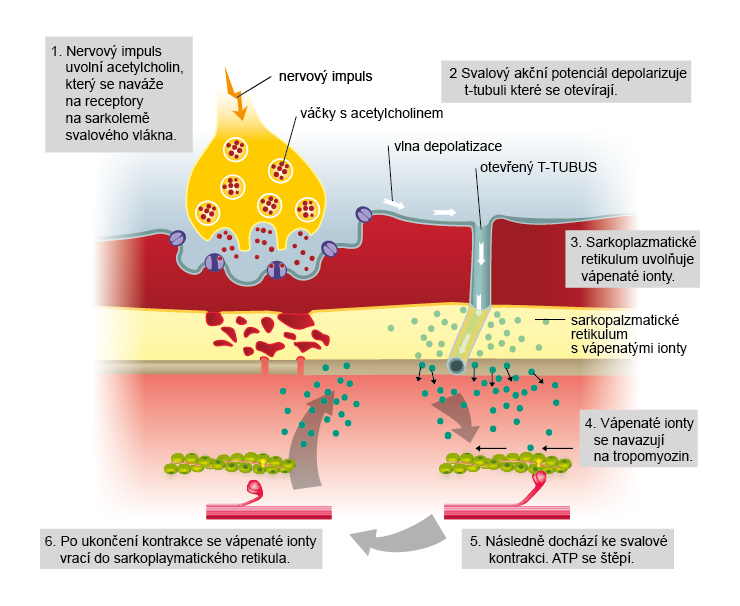 1. Nervový impuls
uvolní acetylcholin,
který se naváže
na receptory
na sarkolemě
svalového vlákna.
nervový impuls
váčky s acetylcholinem
2 Svalový akční potenciál depolarizuje
t-tubuli které se otevírají.
vlna depolatizace
otevřený T-TUBUS
3. Sarkoplazmatické
retikulum uvolňuje
vápenaté ionty.
sarkopalzmatické
retikulum
s vápenatými ionty
4. Vápenaté ionty
se navazují
na tropomyozin.
5. Následně dochází ke svalové
kontrakci. ATP se štěpí.
6. Po ukončení kontrakce se vápenaté ionty
vrací do sarkoplaymatického retikula.